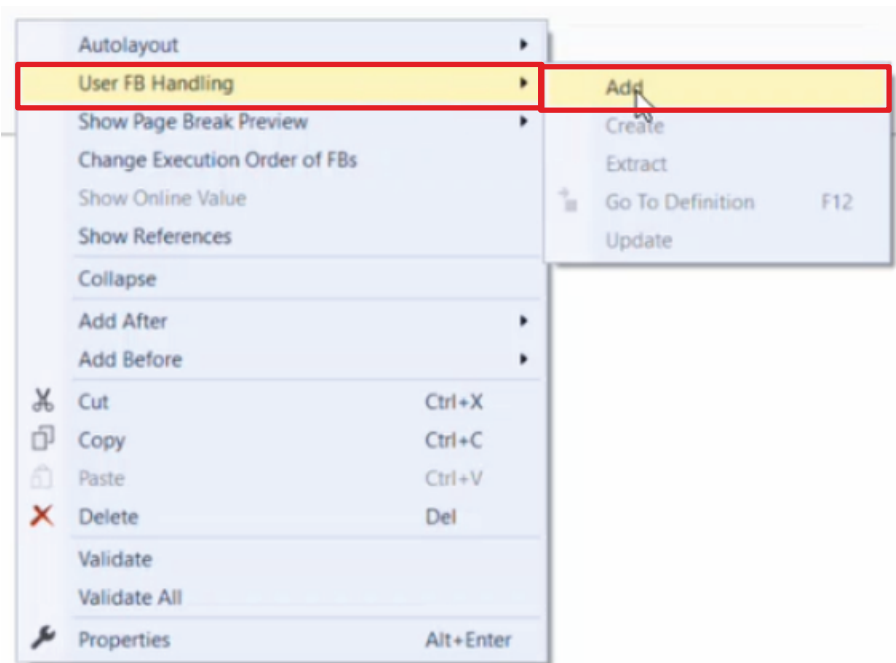 Autolayout
User FB Handling
Show Page Break Preview
Change Execution Order of FBs
Show Online Value
Show References
Collapse
Add After
Add Before
Cut Ctrl+X
Copy Ctrl+C
Paste Ctrl+V
Delete Del
Validate
Validate All
Properties Alt+Enter
Add
Create
Extract
Go To Definition F12
Update